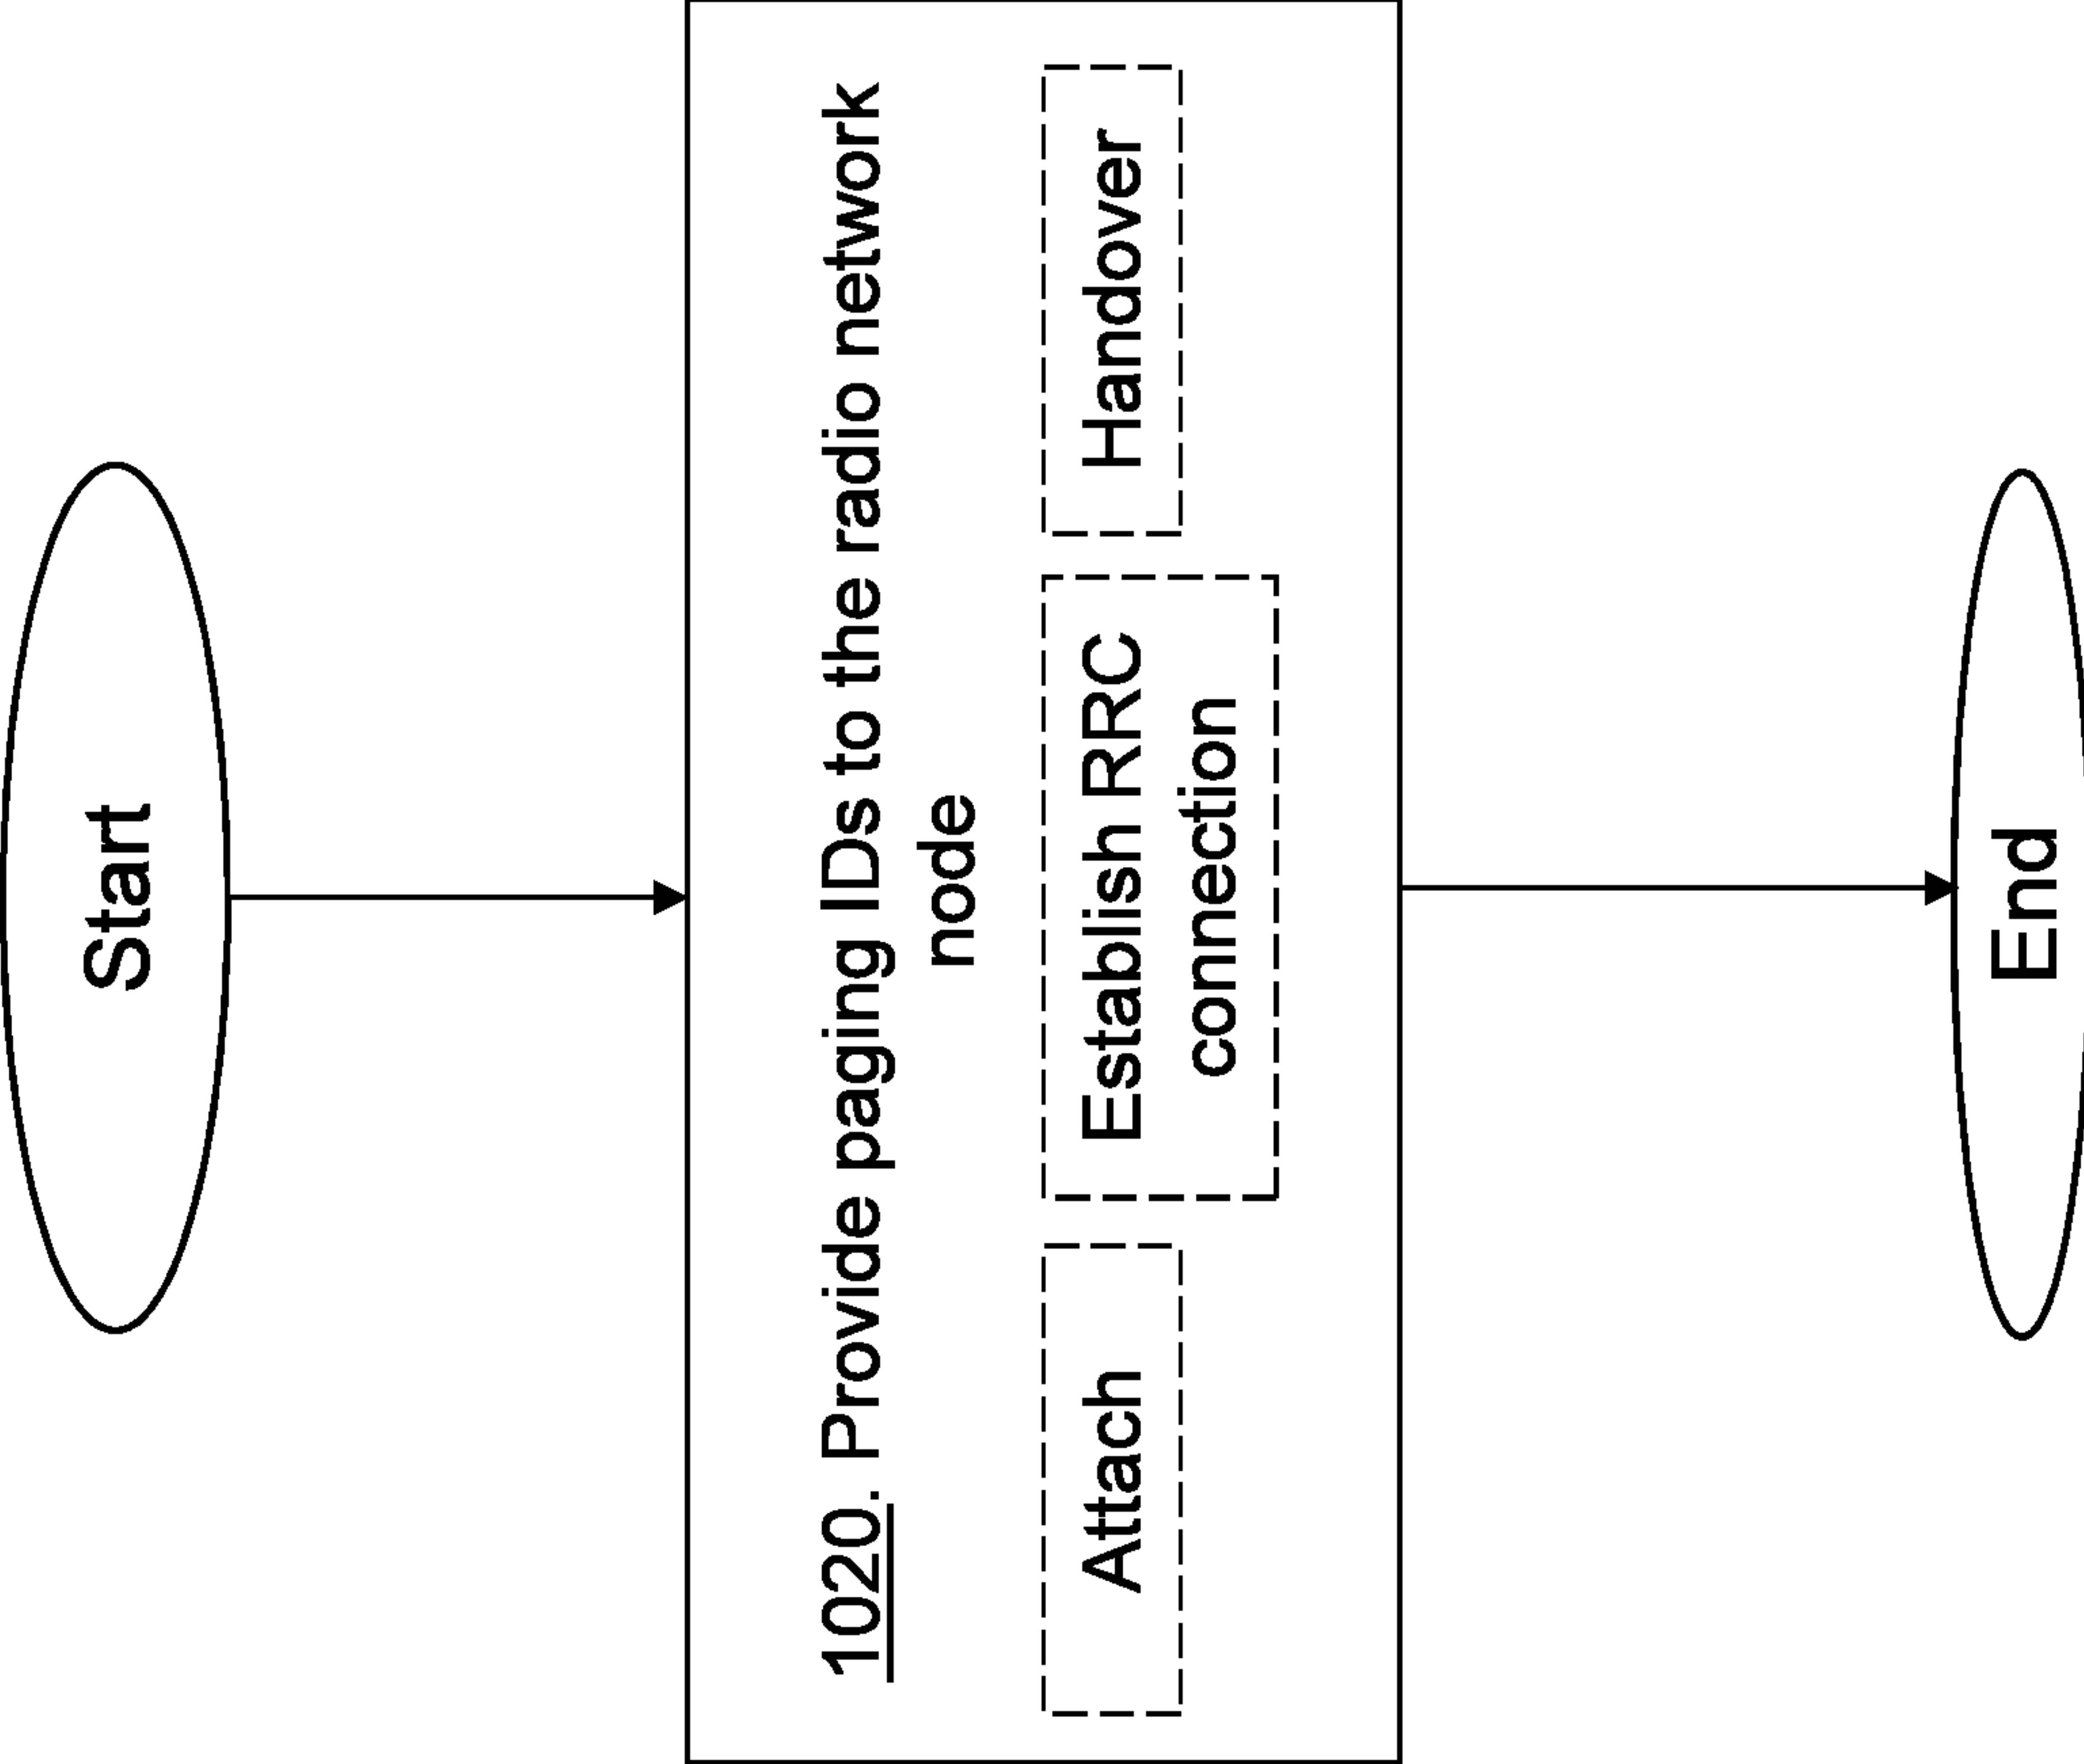 Start
1020. Provide paging IDs to the radio network
node
Attach
Establish RRC
connection
Handover
End